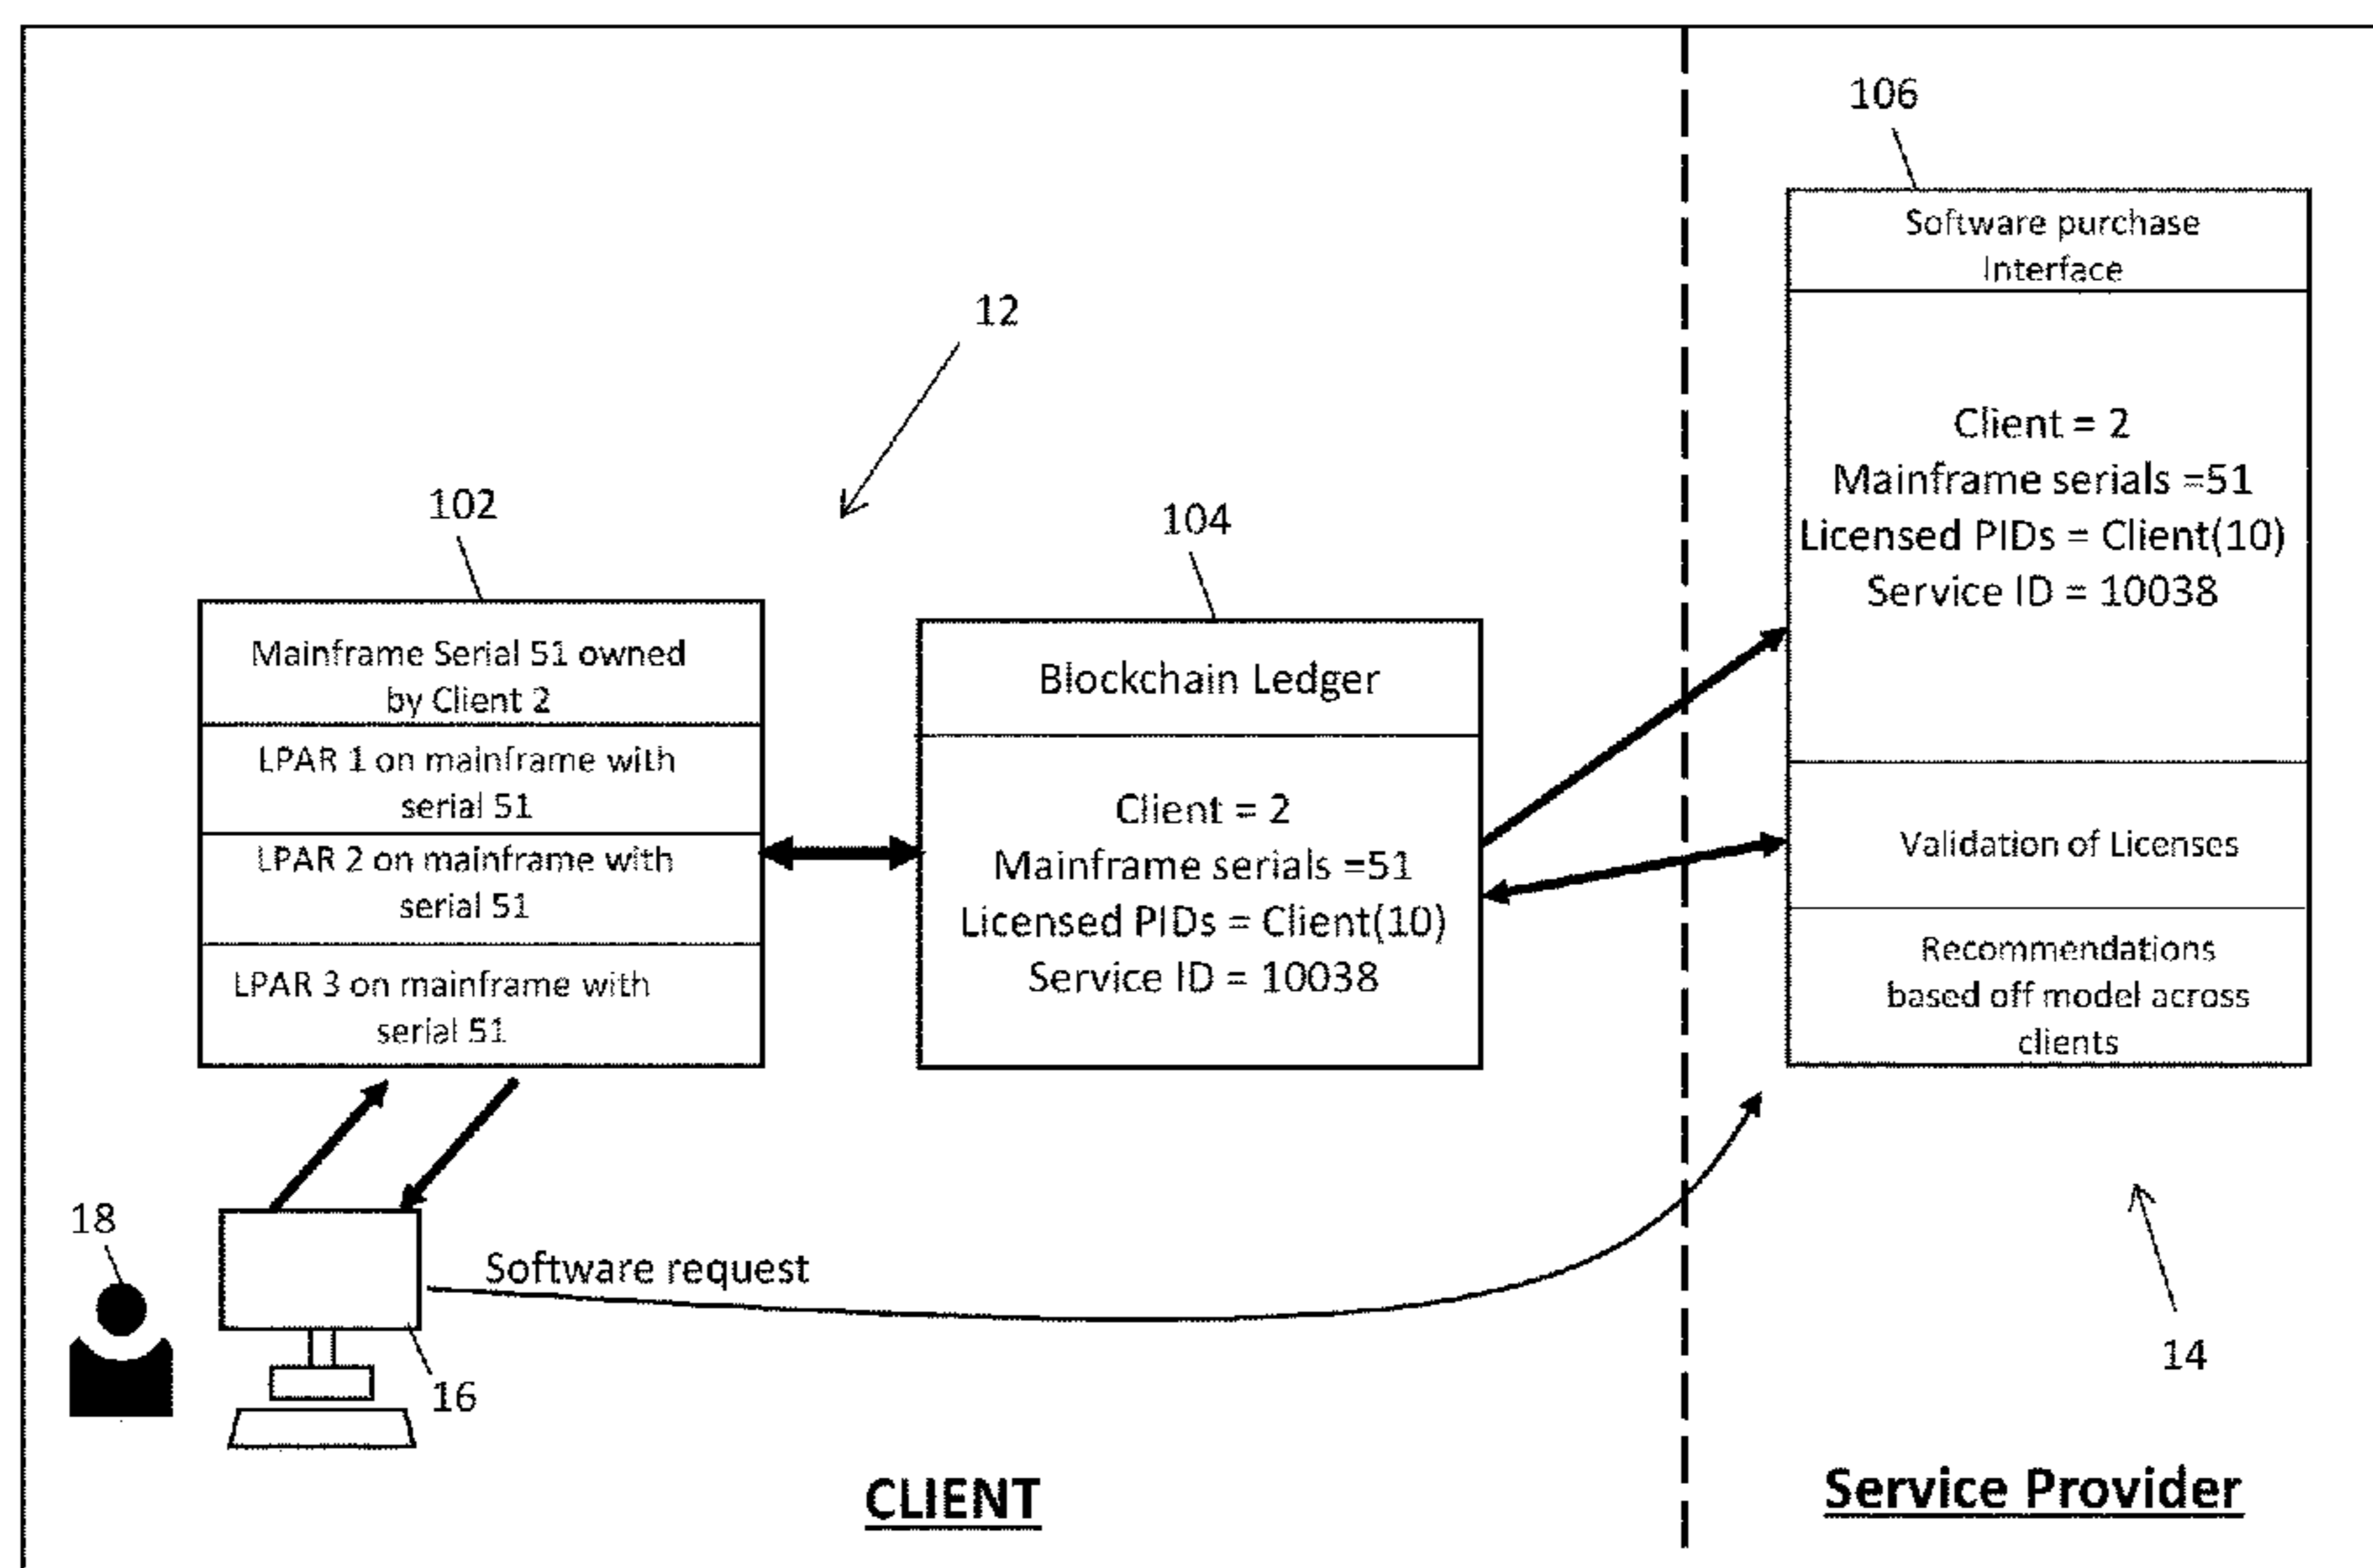 106
Software purchase
Interface
12
Client = 2
Mainframe serials =51
Licensed PIDs = Client(10)
Service ID = 10038
102
104
Mainframe Serial 51 owned
by Client 2
LPAR 1 on mainframe with
serial 51
LPAR 2 on mainframe with
serial 51
LPAR 3 on mainframe with
serial 51
Blockchain Ledger
Client = 2
Mainframe serials =51
Licensed PIDs = Client(10)
Service ID = 10038
Validation of Licenses
Recommendations
based off model across
clients
18
Software request
16
14
CLIENT
Service Provider